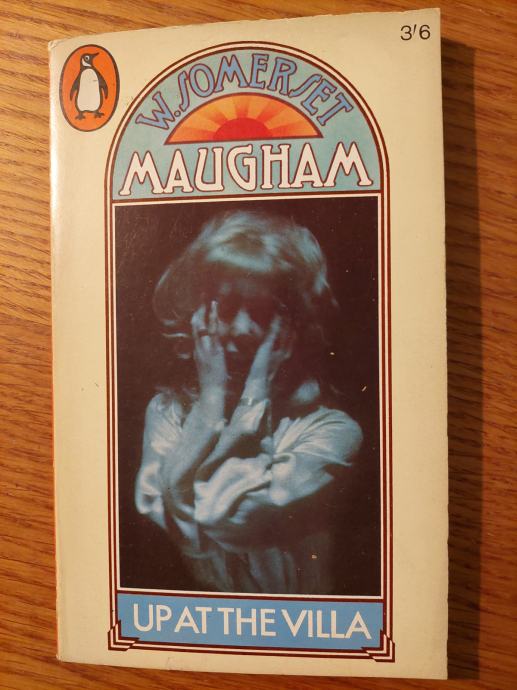 3/6
W. SOMERSET
MAUGHAM
UP AT THE VILLA